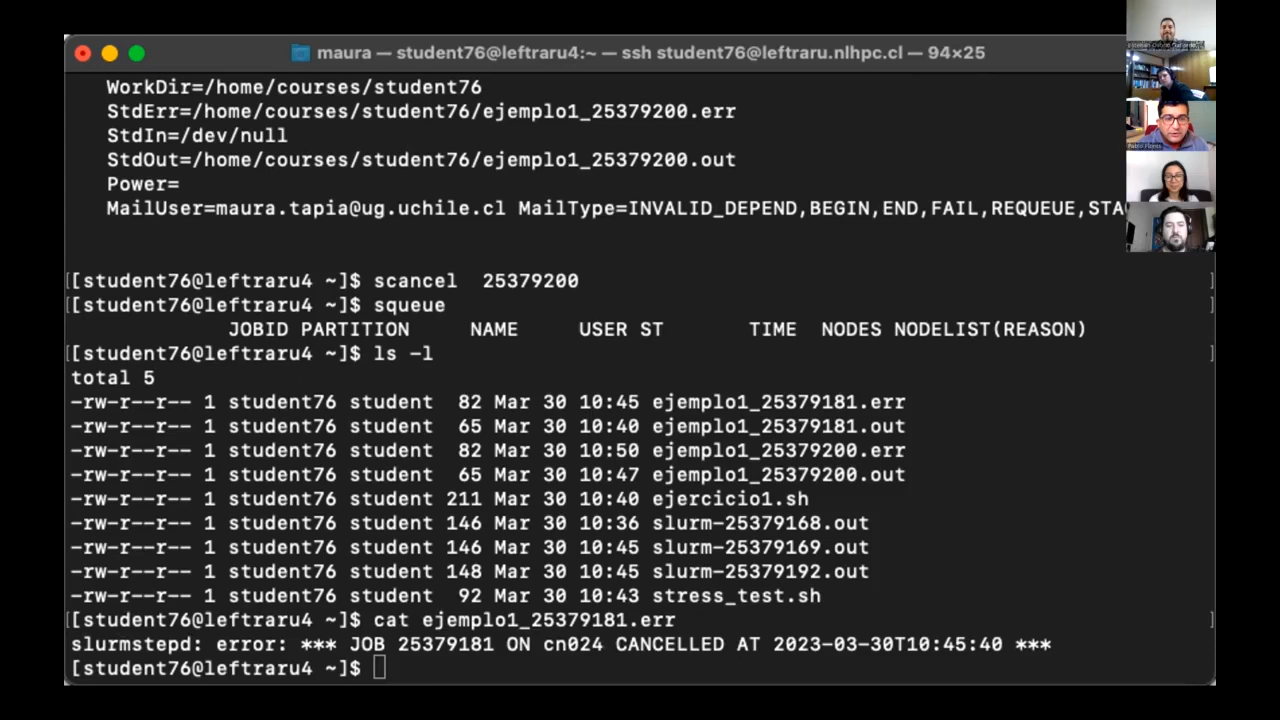 maura — student76@leftraru4:~ — ssh student76@leftraru.nlhpc.cl — 94×25
WorkDir=/home/courses/student76
StdErr=/home/courses/student76/ejemplo1_25379200.err
StdIn=/dev/null
StdOut=/home/courses/student76/ejemplo1_25379200.out
Power=
MailUser=maura.tapia@ug.uchile.cl MailType=INVALID_DEPEND,BEGIN,END,FAIL,REQUEUE,STA
[[student76@leftraru4 ~]$ scancel  25379200 ]
[[student76@leftraru4 ~]$ squeue ]
JOBID PARTITION     NAME     USER ST       TIME  NODES NODELIST(REASON)
[[student76@leftraru4 ~]$ ls -l ]
total 5
-rw-r--r-- 1 student76 student  82 Mar 30 10:45 ejemplo1_25379181.err
-rw-r--r-- 1 student76 student  65 Mar 30 10:40 ejemplo1_25379181.out
-rw-r--r-- 1 student76 student  82 Mar 30 10:50 ejemplo1_25379200.err
-rw-r--r-- 1 student76 student  65 Mar 30 10:47 ejemplo1_25379200.out
-rw-r--r-- 1 student76 student 211 Mar 30 10:40 ejercicio1.sh
-rw-r--r-- 1 student76 student 146 Mar 30 10:36 slurm-25379168.out
-rw-r--r-- 1 student76 student 146 Mar 30 10:45 slurm-25379169.out
-rw-r--r-- 1 student76 student 148 Mar 30 10:45 slurm-25379192.out
-rw-r--r-- 1 student76 student  92 Mar 30 10:43 stress_test.sh
[[student76@leftraru4 ~]$ cat ejemplo1_25379181.err ]
slurmstepd: error: *** JOB 25379181 ON cn024 CANCELLED AT 2023-03-30T10:45:40 ***
[student76@leftraru4 ~]$
Pablo Flores